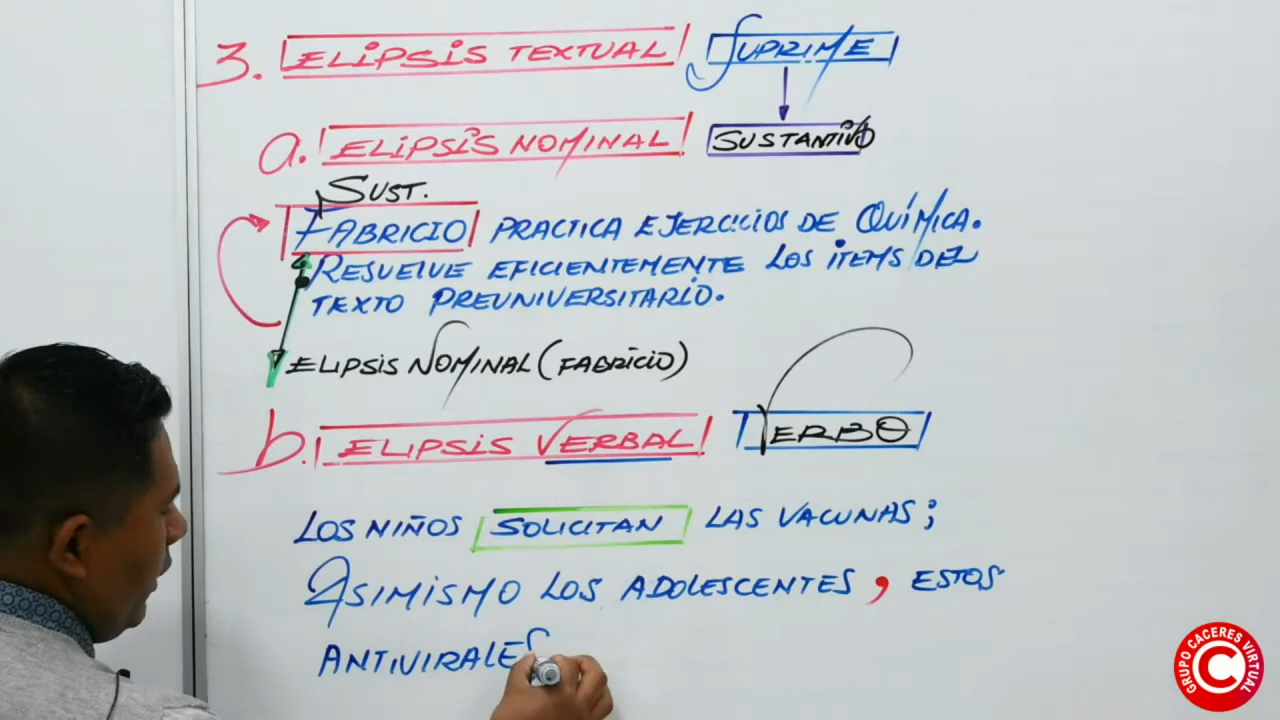 3. ELIPSIS TEXTUAL SUPRIME
a. ELIPSIS NOMINAL SUSTANTIVO
SUST.
FABRICIO PRACTICA EJERCICIOS DE QUÍMICA.
RESUELVE EFICIENTEMENTE LOS ITEMS DEL
TEXTO PREUNIVERSITARIO.
ELIPSIS NOMINAL (FABRICIO)
b. ELIPSIS VERBAL VERBO
LOS NIÑOS SOLICITAN LAS VACUNAS;
ASIMISMO LOS ADOLESCENTES, ESTOS
ANTIVIRALES
GRUPO CACERES VIRTUAL
C